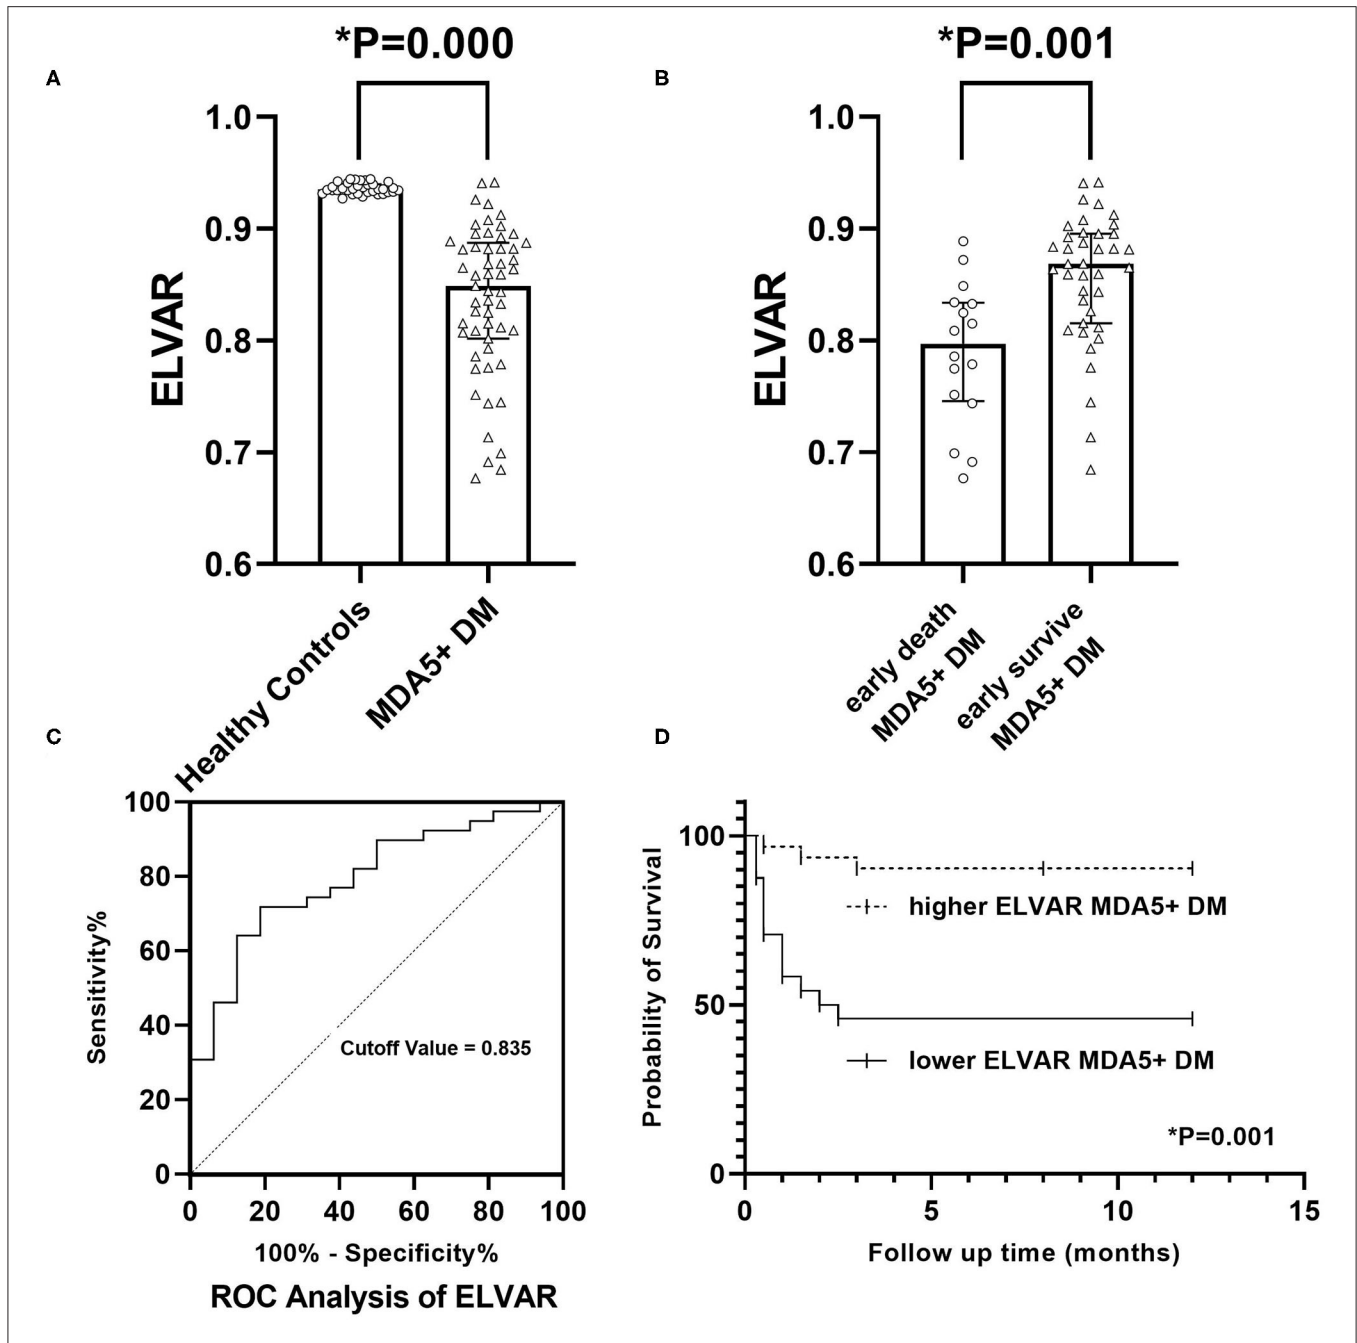 A
*P=0.000
ELVAR
1.0
0.9
0.8
0.7
0.6
Healthy Controls
MDA5+ DM
B
*P=0.001
ELVAR
1.0
0.9
0.8
0.7
0.6
early death
MDA5+ DM
early survive
MDA5+ DM
C
Sensitivity%
100
80
60
40
20
0
Cutoff Value = 0.835
0 20 40 60 80 100
100% - Specificity%
ROC Analysis of ELVAR
D
Probability of Survival
100
50
0
higher ELVAR MDA5+ DM
lower ELVAR MDA5+ DM
*P=0.001
0 5 10 15
Follow up time (months)